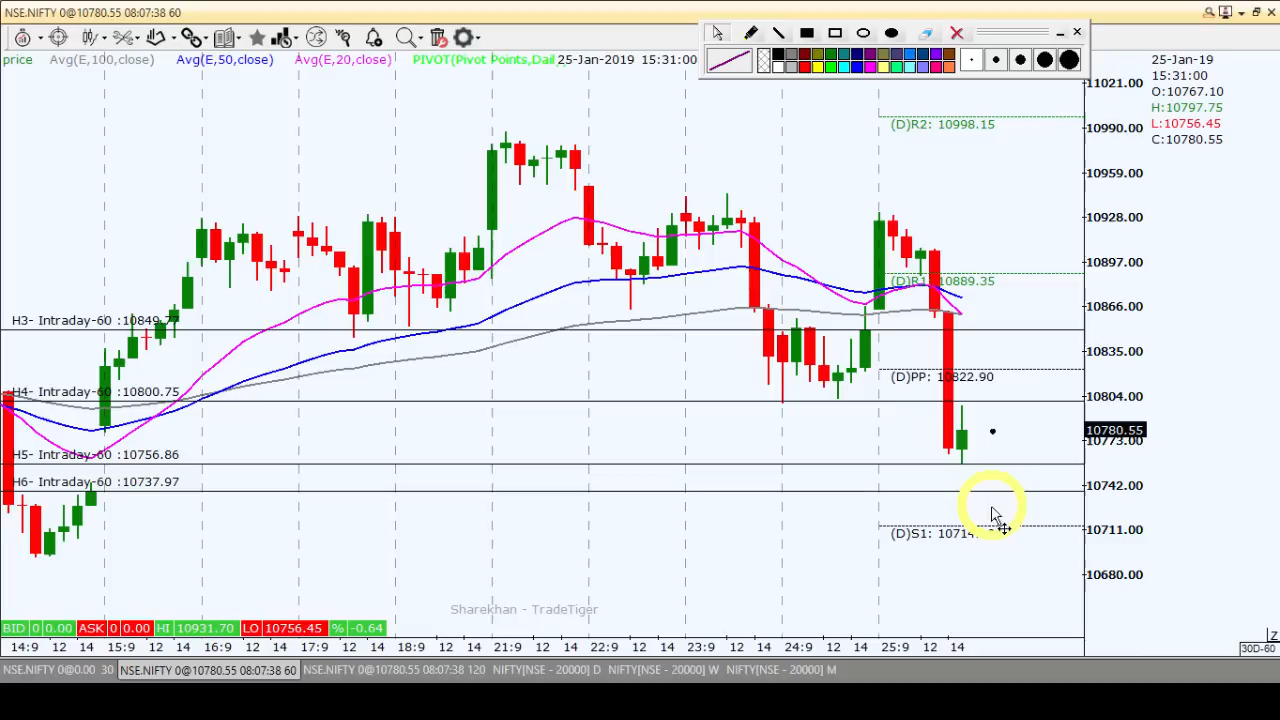 NSE.NIFTY 0@10780.55 08:07:38 60
price Avg(E,100,close) Avg(E,50,close) Avg(E,20,close) PIVOT(Pivot Points,Daily) 25-Jan-2019 15:31:00
25-Jan-19
15:31:00
O:10767.10
H:10797.75
L:10756.45
C:10780.55
11021.00
10990.00
10959.00
10928.00
10897.00
10866.00
10835.00
10804.00
10780.55
10773.00
10742.00
10711.00
10680.00
(D)R2: 10998.15
(D)R1: 10889.35
H3- Intraday-60 :10849.77
(D)PP: 10822.90
H4- Intraday-60 :10800.75
H5- Intraday-60 :10756.86
H6- Intraday-60 :10737.97
(D)S1: 10714.
Sharekhan - TradeTiger
BID 0 0.00 ASK 0 0.00 HI 10931.70 LO 10756.45 % -0.64
14:9 12 14 15:9 12 14 16:9 12 14 17:9 12 14 18:9 12 14 21:9 12 14 22:9 12 14 23:9 12 14 24:9 12 14 25:9 12 14
Z
30D-60
NSE.NIFTY 0@0.00 30 NSE.NIFTY 0@10780.55 08:07:38 60 NSE.NIFTY 0@10780.55 08:07:38 120 NIFTY[NSE - 20000] D NIFTY[NSE - 20000] W NIFTY[NSE - 20000] M